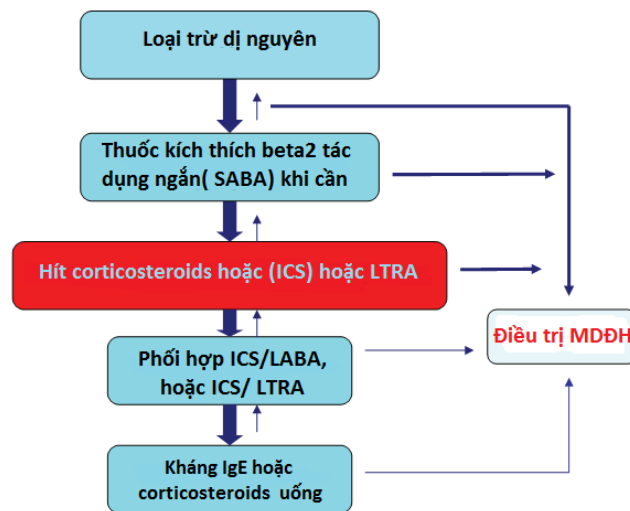 Loại trừ dị nguyên
Thuốc kích thích beta2 tác
dụng ngắn( SABA) khi cần
Hít corticosteroids hoặc (ICS) hoặc LTRA
Điều trị MDĐH
Phối hợp ICS/LABA,
hoặc ICS/ LTRA
Kháng IgE hoặc
corticosteroids uống